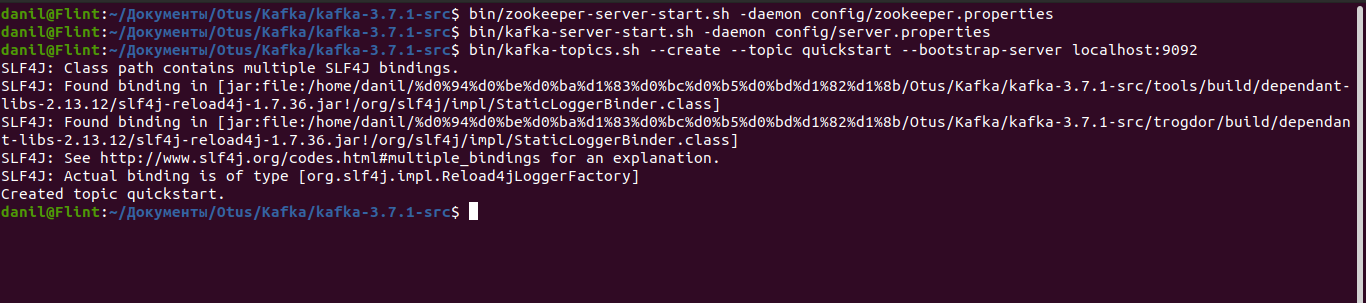 danil@Flint:~/Документы/Otus/Kafka/kafka-3.7.1-src$ bin/zookeeper-server-start.sh -daemon config/zookeeper.properties
danil@Flint:~/Документы/Otus/Kafka/kafka-3.7.1-src$ bin/kafka-server-start.sh -daemon config/server.properties
danil@Flint:~/Документы/Otus/Kafka/kafka-3.7.1-src$ bin/kafka-topics.sh --create --topic quickstart --bootstrap-server localhost:9092
SLF4J: Class path contains multiple SLF4J bindings.
SLF4J: Found binding in [jar:file:/home/danil/%d0%94%d0%be%d0%ba%d1%83%d0%bc%d0%b5%d0%bd%d1%82%d1%8b/Otus/Kafka/kafka-3.7.1-src/tools/build/dependant-
libs-2.13.12/slf4j-reload4j-1.7.36.jar!/org/slf4j/impl/StaticLoggerBinder.class]
SLF4J: Found binding in [jar:file:/home/danil/%d0%94%d0%be%d0%ba%d1%83%d0%bc%d0%b5%d0%bd%d1%82%d1%8b/Otus/Kafka/kafka-3.7.1-src/trogdor/build/dependan
t-libs-2.13.12/slf4j-reload4j-1.7.36.jar!/org/slf4j/impl/StaticLoggerBinder.class]
SLF4J: See http://www.slf4j.org/codes.html#multiple_bindings for an explanation.
SLF4J: Actual binding is of type [org.slf4j.impl.Reload4jLoggerFactory]
Created topic quickstart.
danil@Flint:~/Документы/Otus/Kafka/kafka-3.7.1-src$